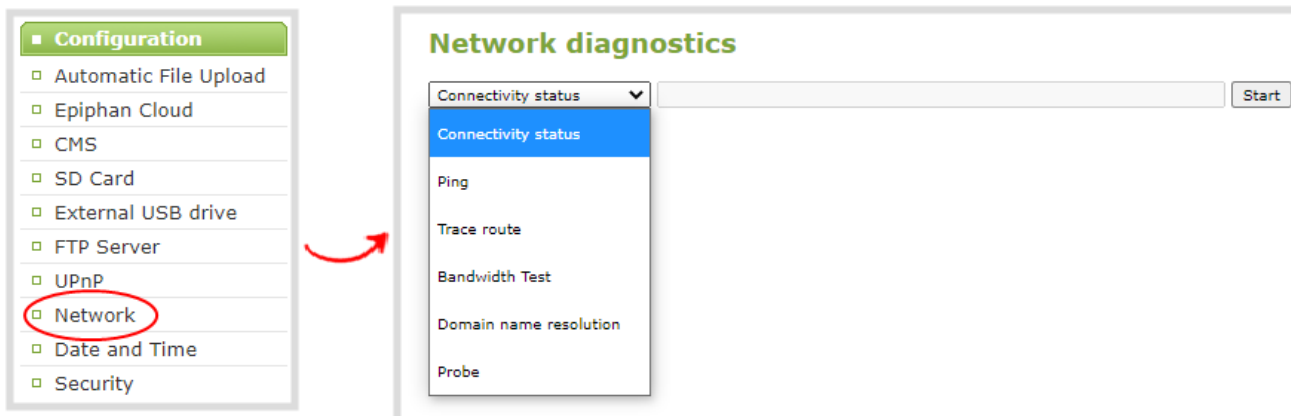 Configuration
Automatic File Upload
Epiphan Cloud
CMS
SD Card
External USB drive
FTP Server
UPnP
Network
Date and Time
Security
Network diagnostics
Connectivity status
Start
Connectivity status
Ping
Trace route
Bandwidth Test
Domain name resolution
Probe